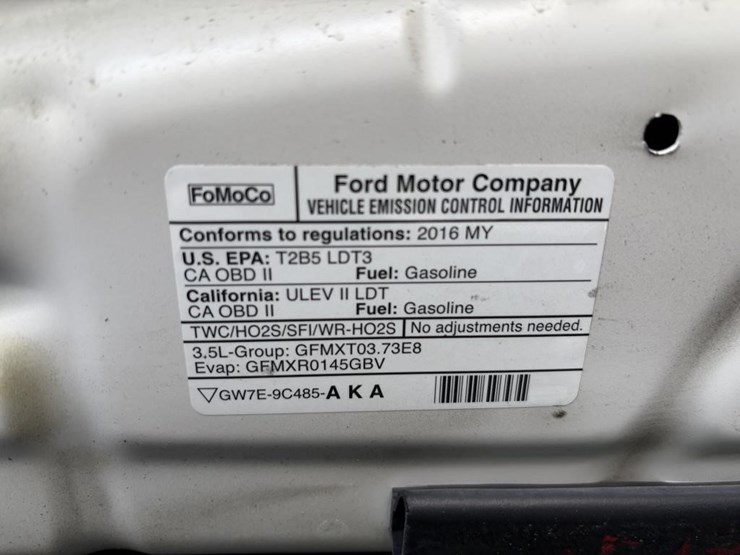 FoMoCo
Ford Motor Company
VEHICLE EMISSION CONTROL INFORMATION
Conforms to regulations: 2016 MY
U.S. EPA: T2B5 LDT3
CA OBD II Fuel: Gasoline
California: ULEV II LDT
CA OBD II Fuel: Gasoline
TWC/HO2S/SFI/WR-HO2S No adjustments needed.
3.5L-Group: GFMXT03.73E8
Evap: GFMXR0145GBV
GW7E-9C485-A K A